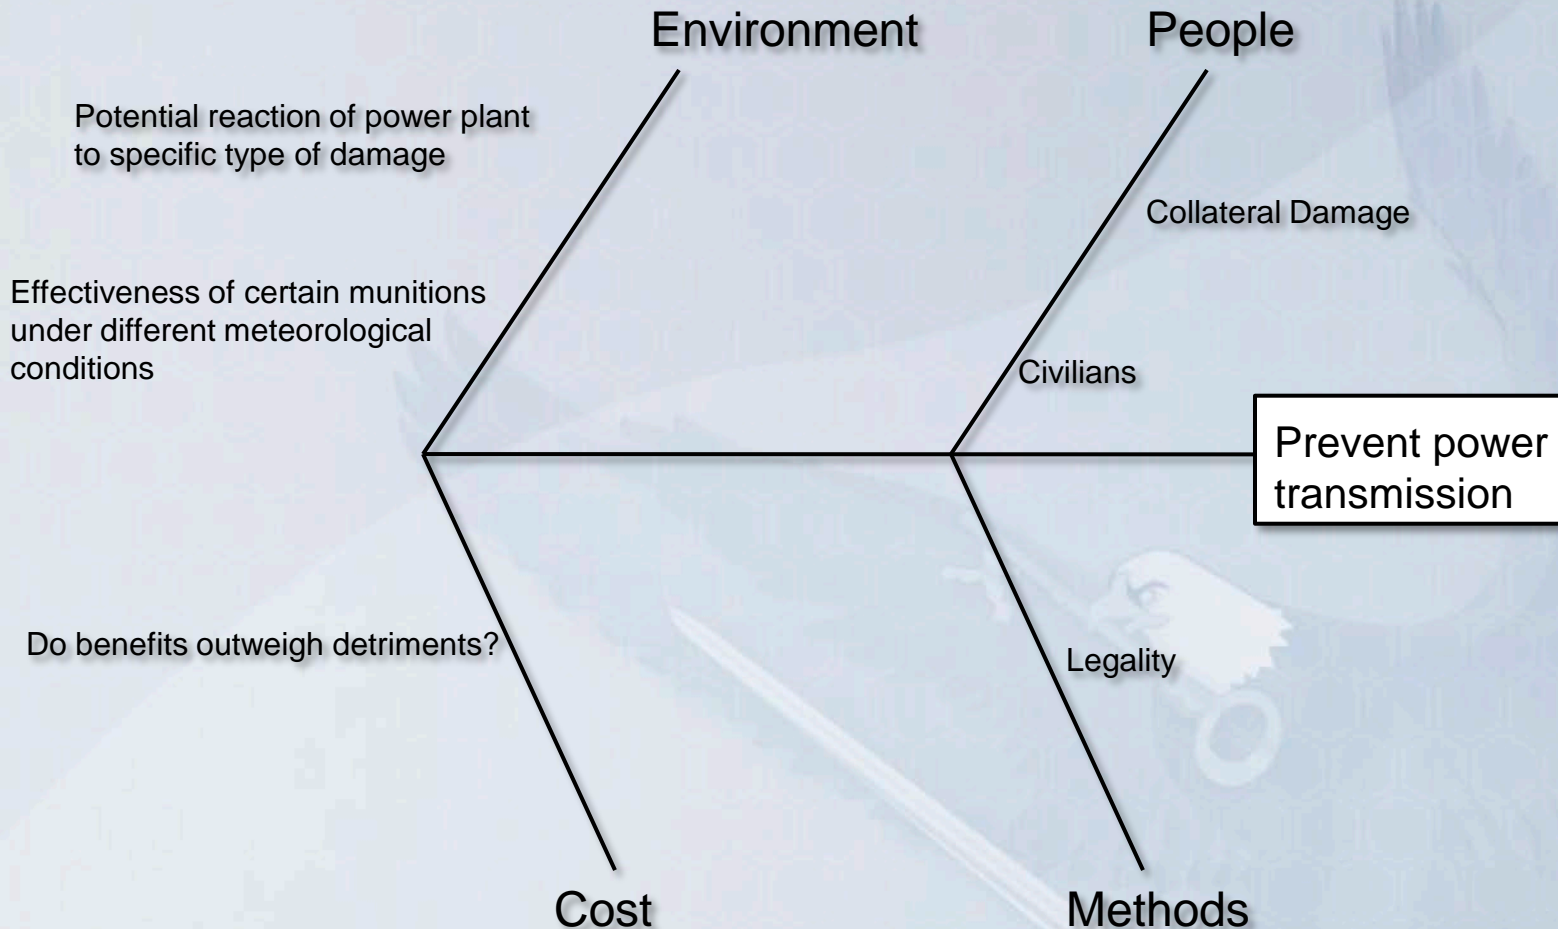 Environment
People
Potential reaction of power plant
to specific type of damage
Collateral Damage
Effectiveness of certain munitions
under different meteorological
conditions
Civilians
Prevent power
transmission
Do benefits outweigh detriments?
Legality
Cost
Methods